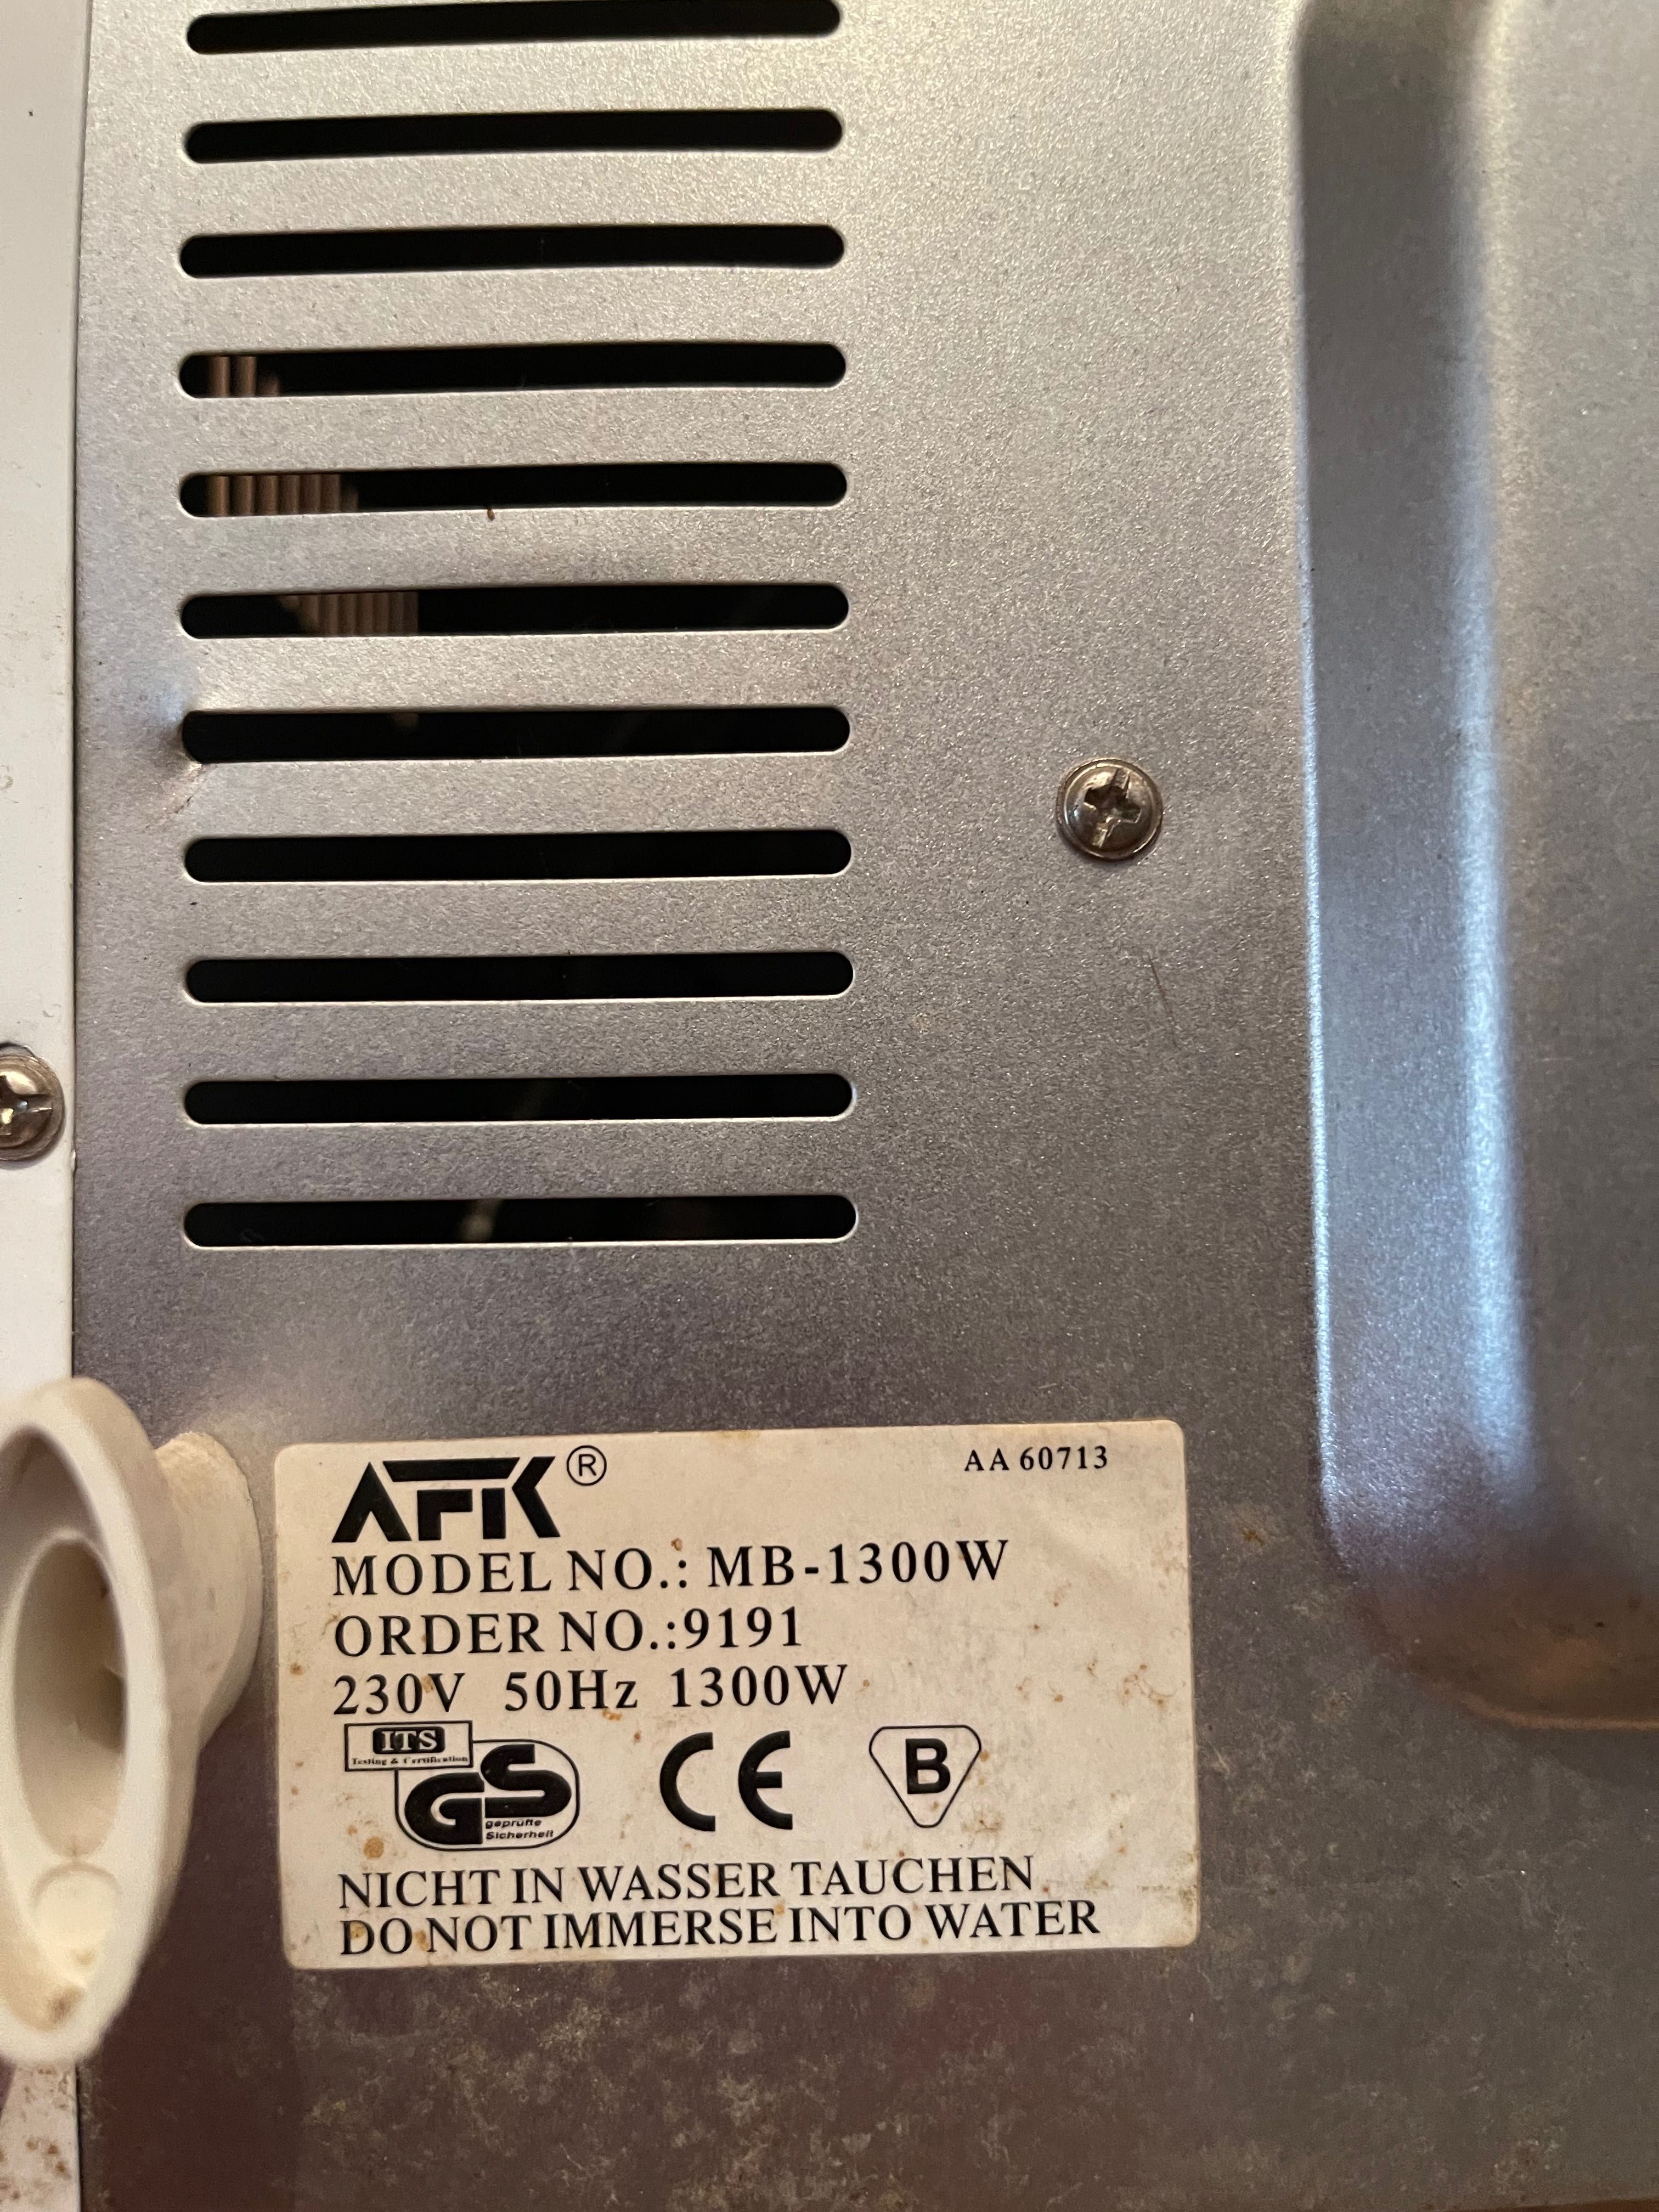 AFK ®
AA 60713
MODEL NO.: MB-1300W
ORDER NO.:9191
230V 50Hz 1300W
ITS
Testing & Certification
GS
geprüfte
Sicherheit
CE
B
NICHT IN WASSER TAUCHEN
DO NOT IMMERSE INTO WATER